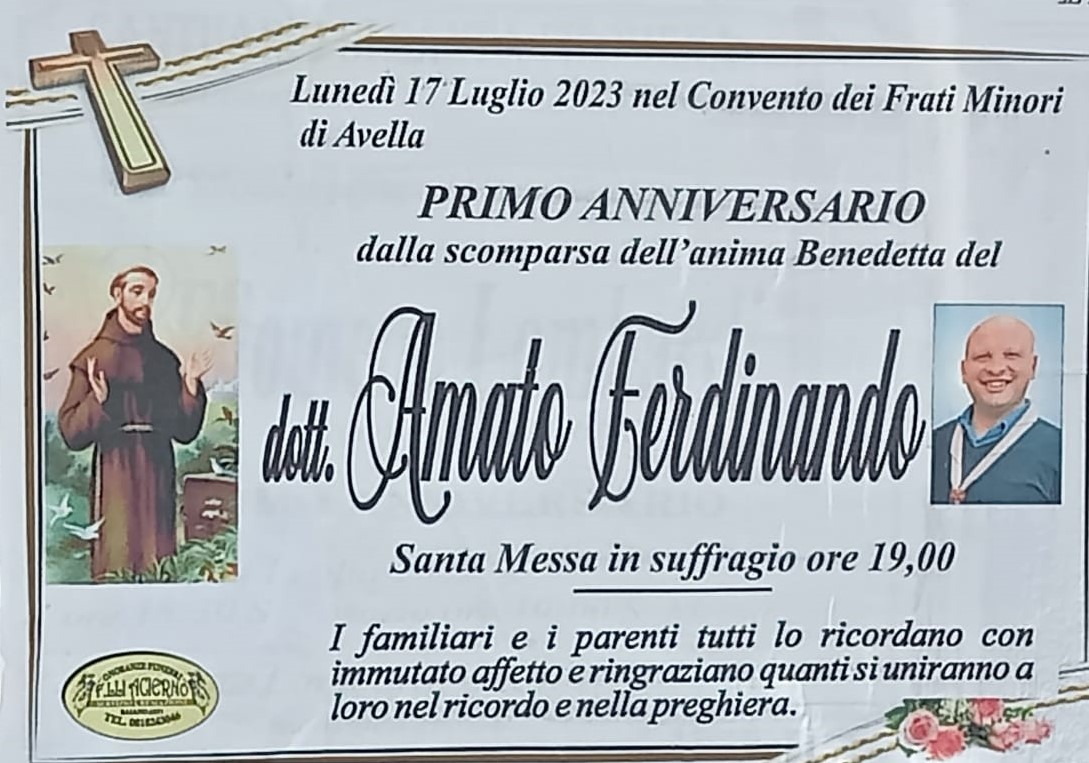 Lunedì 17 Luglio 2023 nel Convento dei Frati Minori
di Avella
PRIMO ANNIVERSARIO
dalla scomparsa dell'anima Benedetta del
dott. Amato Ferdinando
Santa Messa in suffragio ore 19,00
I familiari e i parenti tutti lo ricordano con
immutato affetto e ringraziano quanti si uniranno a
loro nel ricordo e nella preghiera.
ONORANZE FUNEBRI
F.LLI ACIERNO